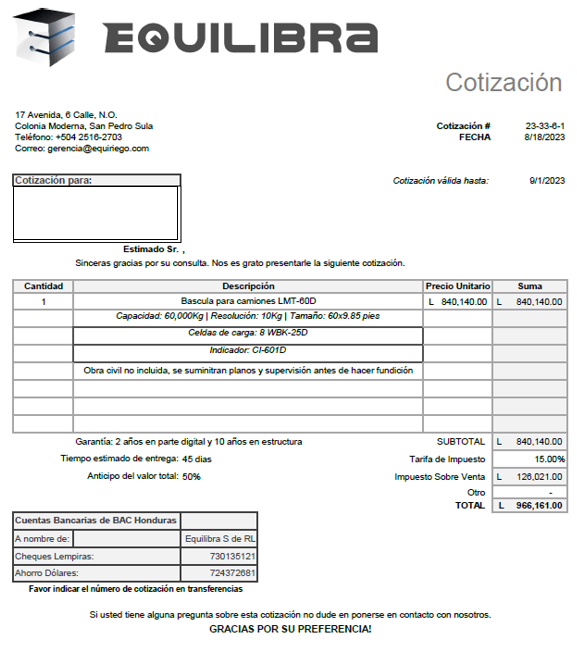 EQUILIBRA
Cotización
17 Avenida, 6 Calle, N.O.
Colonia Moderna, San Pedro Sula
Teléfono: +504 2516-2703
Correo: gerencia@equiriego.com
Cotización # 23-33-6-1
FECHA 8/18/2023
Cotización para:
Cotización válida hasta: 9/1/2023
Estimado Sr. ,
Sinceras gracias por su consulta. Nos es grato presentarle la siguiente cotización.
Cantidad Descripción Precio Unitario Suma
1 Bascula para camiones LMT-60D L 840,140.00 L 840,140.00
Capacidad: 60,000Kg | Resolución: 10Kg | Tamaño: 60x9.85 pies
Celdas de carga: 8 WBK-25D
Indicador: CI-601D
Obra civil no incluida, se suminitran planos y supervisión antes de hacer fundición
Garantía: 2 años en parte digital y 10 años en estructura SUBTOTAL L 840,140.00
Tiempo estimado de entrega: 45 dias Tarifa de Impuesto 15.00%
Anticipo del valor total: 50% Impuesto Sobre Venta L 126,021.00
Otro -
TOTAL L 966,161.00
Cuentas Bancarias de BAC Honduras
A nombre de: Equilibra S de RL
Cheques Lempiras: 730135121
Ahorro Dólares: 724372681
Favor indicar el número de cotización en transferencias
Si usted tiene alguna pregunta sobre esta cotización no dude en ponerse en contacto con nosotros.
GRACIAS POR SU PREFERENCIA!